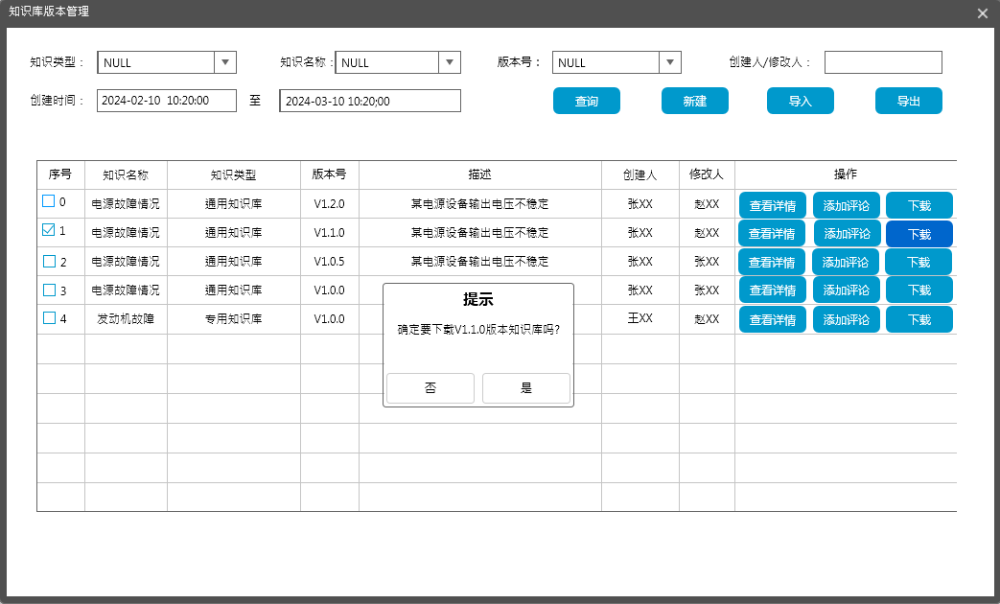 知识库版本管理
知识类型： NULL 知识名称： NULL 版本号： NULL 创建人/修改人：
创建时间： 2024-02-10 10:20:00 至 2024-03-10 10:20;00 查询 新建 导入 导出
序号 知识名称 知识类型 版本号 描述 创建人 修改人 操作
0 电源故障情况 通用知识库 V1.2.0 某电源设备输出电压不稳定 张XX 赵XX 查看详情 添加评论 下载
1 电源故障情况 通用知识库 V1.1.0 某电源设备输出电压不稳定 张XX 赵XX 查看详情 添加评论 下载
2 电源故障情况 通用知识库 V1.0.5 某电源设备输出电压不稳定 张XX 张XX 查看详情 添加评论 下载
3 电源故障情况 通用知识库 V1.0.0 张XX 张XX 查看详情 添加评论 下载
4 发动机故障 专用知识库 V1.0.0 王XX 赵XX 查看详情 添加评论 下载
提示
确定要下载V1.1.0版本知识库吗?
否 是